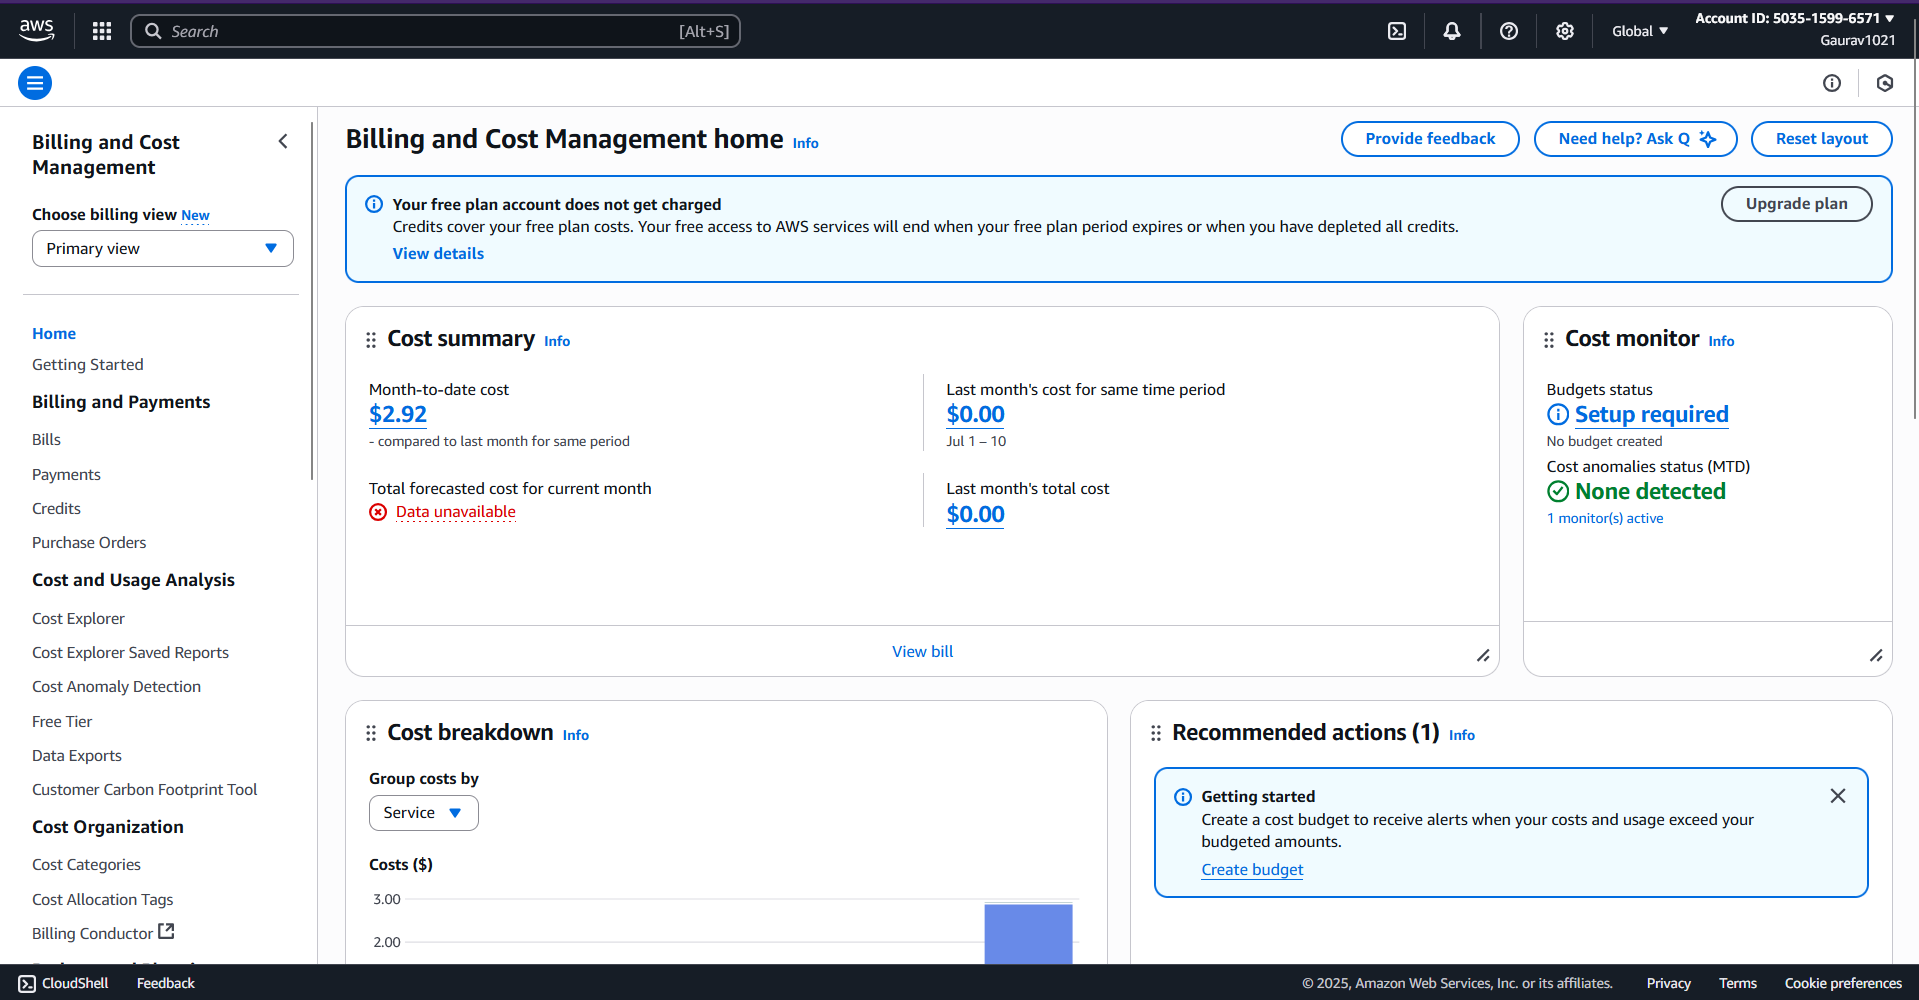 aws
Search
[Alt+S]
Global
Account ID: 5035-1599-6571
Gaurav1021
Billing and Cost
Management
Choose billing view New
Primary view
Home
Getting Started
Billing and Payments
Bills
Payments
Credits
Purchase Orders
Cost and Usage Analysis
Cost Explorer
Cost Explorer Saved Reports
Cost Anomaly Detection
Free Tier
Data Exports
Customer Carbon Footprint Tool
Cost Organization
Cost Categories
Cost Allocation Tags
Billing Conductor
Billing and Cost Management home Info
Provide feedback
Need help? Ask Q
Reset layout
Your free plan account does not get charged
Credits cover your free plan costs. Your free access to AWS services will end when your free plan period expires or when you have depleted all credits.
View details
Upgrade plan
Cost summary Info
Month-to-date cost
$2.92
- compared to last month for same period
Last month's cost for same time period
$0.00
Jul 1 – 10
Total forecasted cost for current month
Data unavailable
Last month's total cost
$0.00
View bill
Cost monitor Info
Budgets status
Setup required
No budget created
Cost anomalies status (MTD)
None detected
1 monitor(s) active
Cost breakdown Info
Group costs by
Service
Costs ($)
3.00
2.00
Recommended actions (1) Info
Getting started
Create a cost budget to receive alerts when your costs and usage exceed your
budgeted amounts.
Create budget
CloudShell
Feedback
© 2025, Amazon Web Services, Inc. or its affiliates.
Privacy
Terms
Cookie preferences